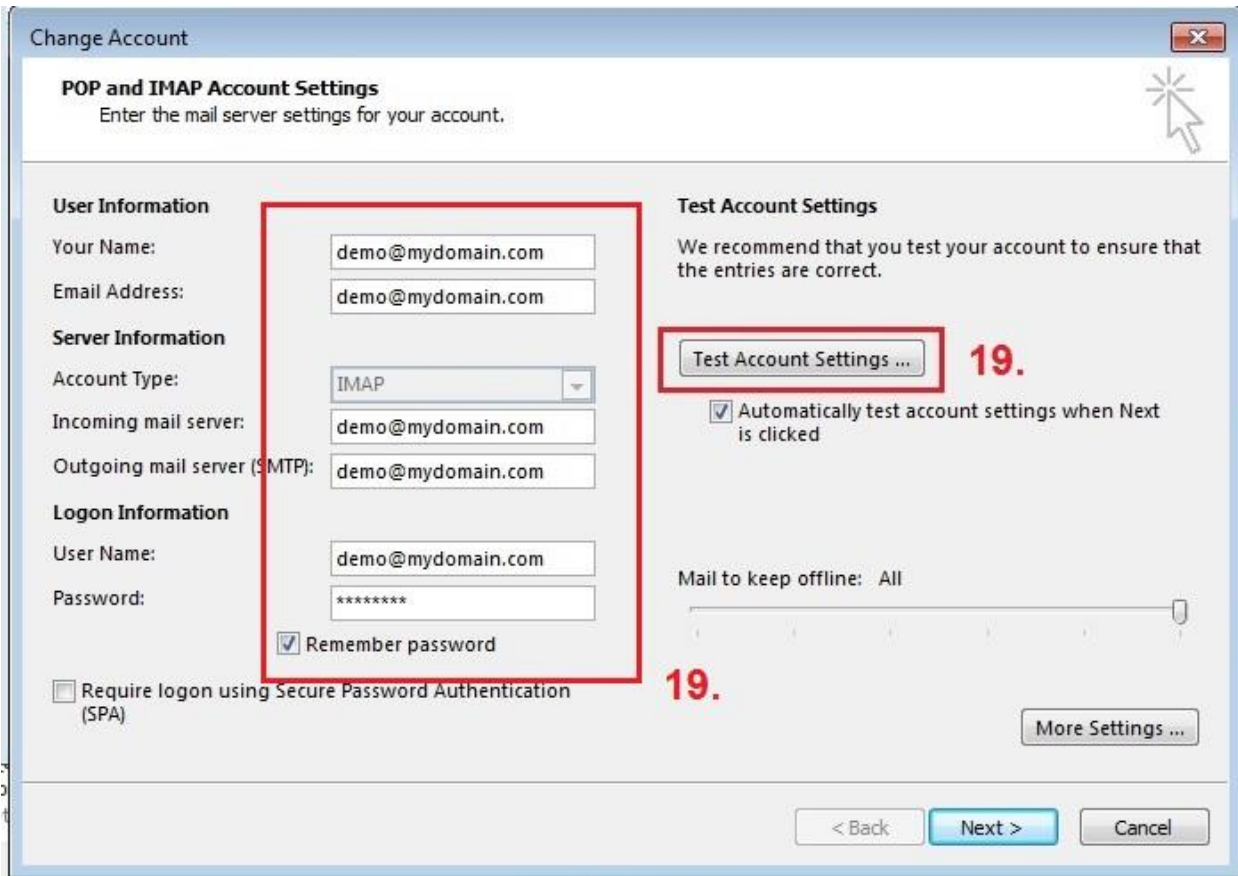 Change Account
POP and IMAP Account Settings
Enter the mail server settings for your account.
User Information
Your Name:
demo@mydomain.com
Email Address:
demo@mydomain.com
Server Information
Account Type:
IMAP
Incoming mail server:
demo@mydomain.com
Outgoing mail server (SMTP):
demo@mydomain.com
Logon Information
User Name:
demo@mydomain.com
Password:
********
Remember password
Require logon using Secure Password Authentication
(SPA)
19.
Test Account Settings
We recommend that you test your account to ensure that
the entries are correct.
Test Account Settings ...
19.
Automatically test account settings when Next
is clicked
Mail to keep offline: All
More Settings ...
< Back
Next >
Cancel